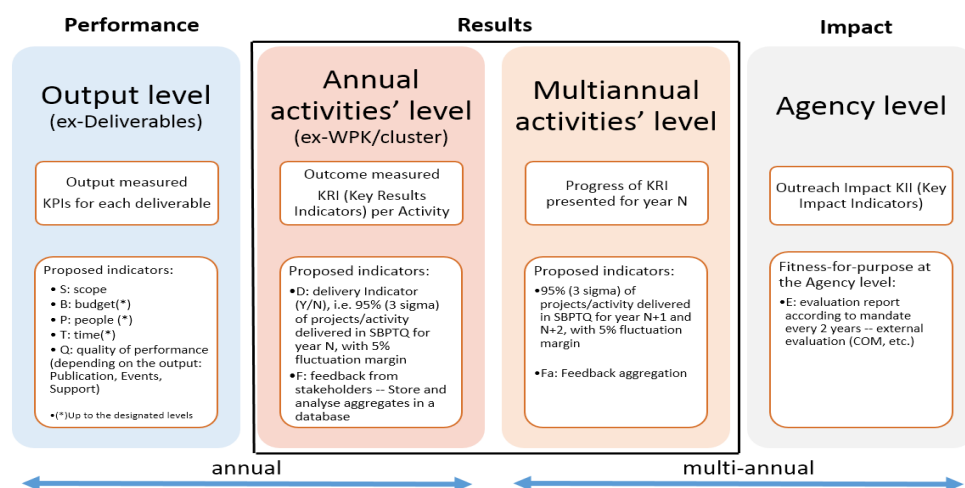 Performance
Results
Impact
Output level
(ex-Deliverables)
Output measured
KPIs for each deliverable
Proposed indicators:
• S: scope
• B: budget(*)
• P: people (*)
• T: time(*)
• Q: quality of performance
(depending on the output:
Publication, Events,
Support)
•(*)Up to the designated levels
Annual
activities' level
(ex-WPK/cluster)
Outcome measured
KRI (Key Results
Indicators) per Activity
Proposed indicators:
•D: delivery Indicator
(Y/N), i.e. 95% (3 sigma)
of projects/activity
delivered in SBPTQ for
year N, with 5%
fluctuation margin
•F: feedback from
stakeholders -- Store and
analyse aggregates in a
database
Multiannual
activities' level
Progress of KRI
presented for year N
Proposed indicators:
•95% (3 sigma) of
projects/activity delivered
in SBPTQ for year N+1 and
N+2, with 5% fluctuation
margin
•Fa: Feedback aggregation
Agency level
Outreach Impact KII (Key
Impact Indicators)
Fitness-for-purpose at
the Agency level:
•E: evaluation report
according to mandate
every 2 years -- external
evaluation (COM, etc.)
annual
multi-annual